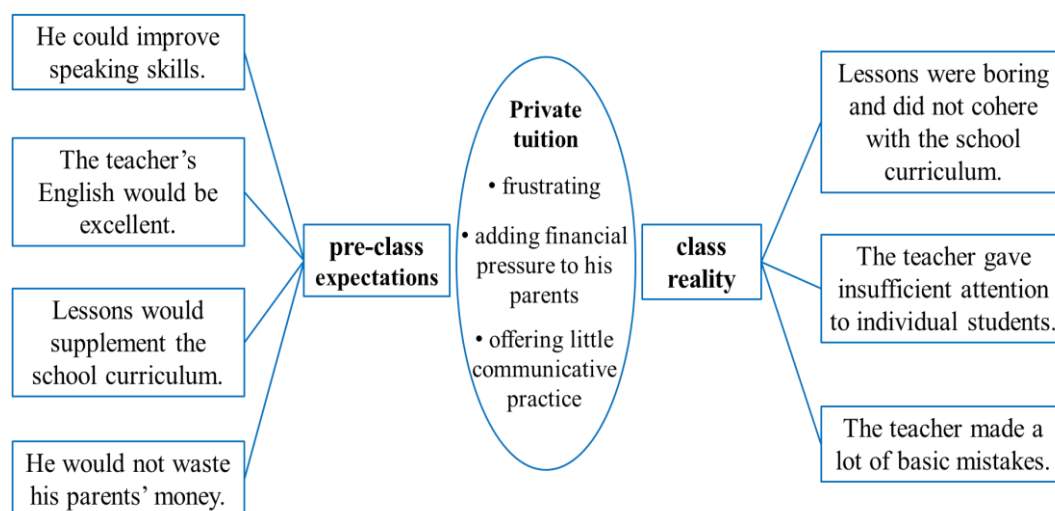 He could improve
speaking skills.
The teacher’s
English would be
excellent.
Lessons would
supplement the
school curriculum.
He would not waste
his parents’ money.
pre-class
expectations
Private
tuition
• frustrating
• adding financial
pressure to his
parents
• offering little
communicative
practice
class
reality
Lessons were boring
and did not cohere
with the school
curriculum.
The teacher gave
insufficient attention
to individual students.
The teacher made a
lot of basic mistakes.